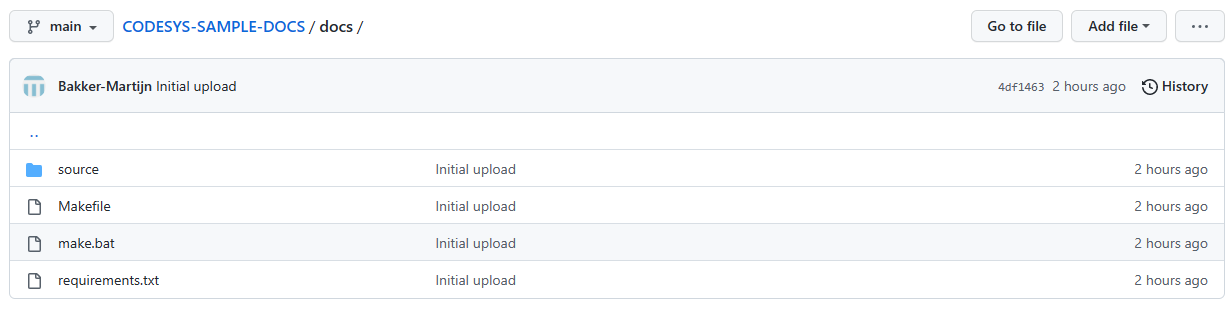 main CODESYS-SAMPLE-DOCS / docs / Go to file Add file ...
Bakker-Martijn Initial upload 4df1463 2 hours ago History
..
source Initial upload 2 hours ago
Makefile Initial upload 2 hours ago
make.bat Initial upload 2 hours ago
requirements.txt Initial upload 2 hours ago